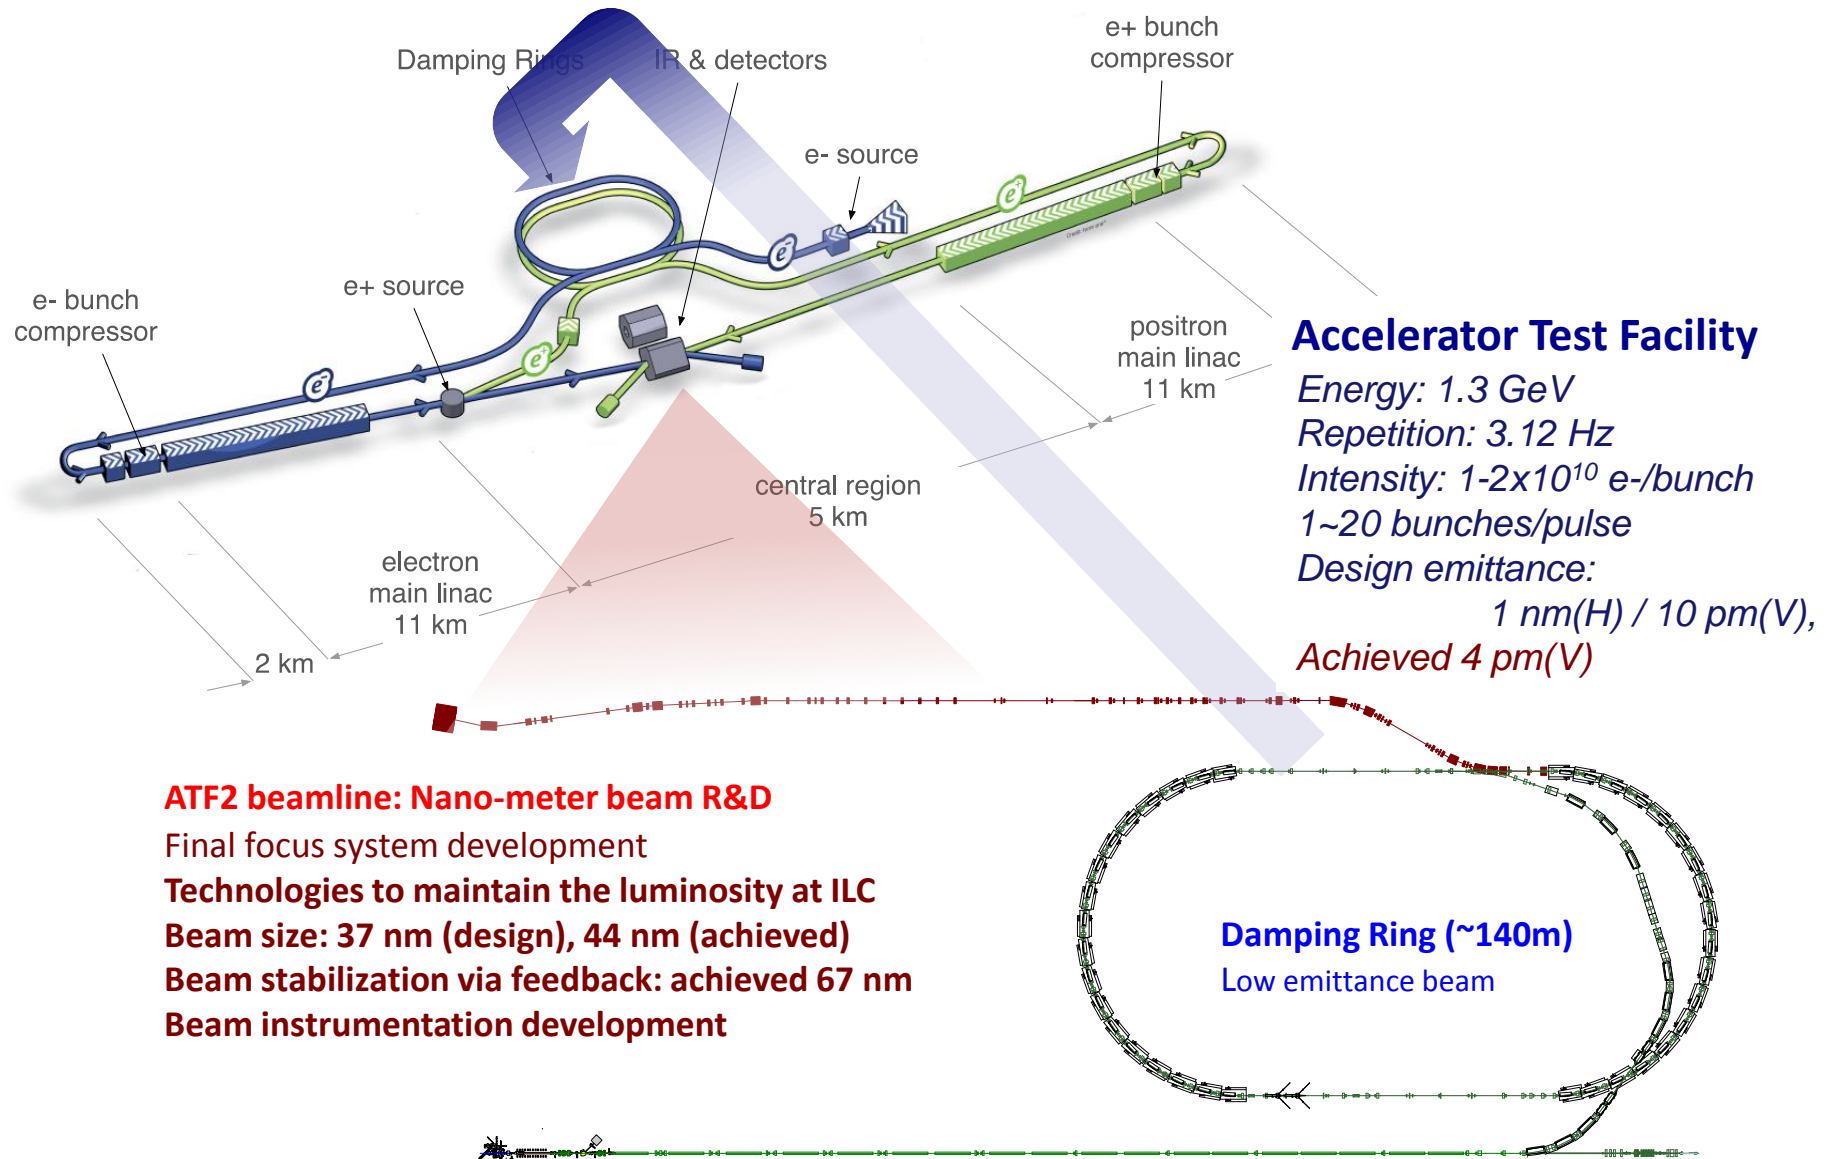 Damping Rings
IR & detectors
e+ bunch
compressor
e- source
e+
e-
e- bunch
compressor
e+ source
e+
e-
positron
main linac
11 km
central region
5 km
electron
main linac
11 km
2 km
Accelerator Test Facility
Energy: 1.3 GeV
Repetition: 3.12 Hz
Intensity: 1-2x10¹⁰ e-/bunch
1~20 bunches/pulse
Design emittance:
1 nm(H) / 10 pm(V),
Achieved 4 pm(V)
ATF2 beamline: Nano-meter beam R&D
Final focus system development
Technologies to maintain the luminosity at ILC
Beam size: 37 nm (design), 44 nm (achieved)
Beam stabilization via feedback: achieved 67 nm
Beam instrumentation development
Damping Ring (~140m)
Low emittance beam